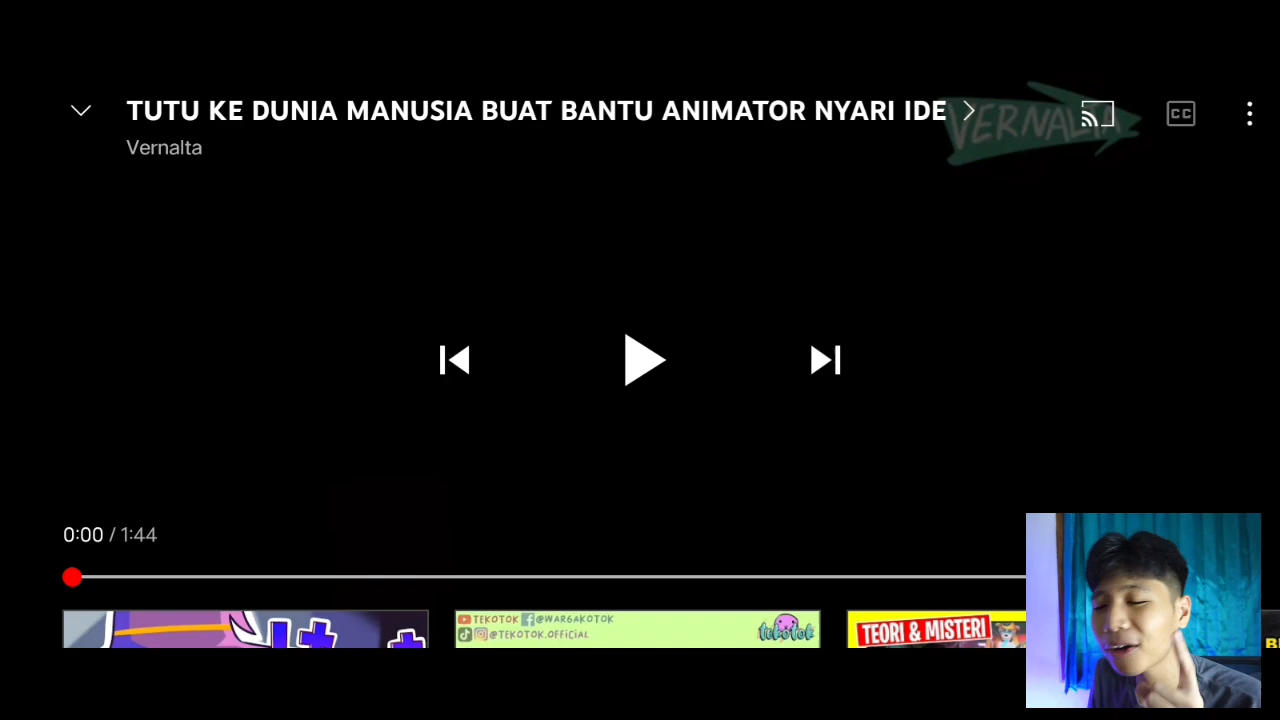 TUTU KE DUNIA MANUSIA BUAT BANTU ANIMATOR NYARI IDE
VERNALTA
CC
Vernalta
0:00 / 1:44
TEKOTOK @WARGAKOTOK
@TEKOTOK.OFFICIAL
tekotok
TEORI & MISTERI